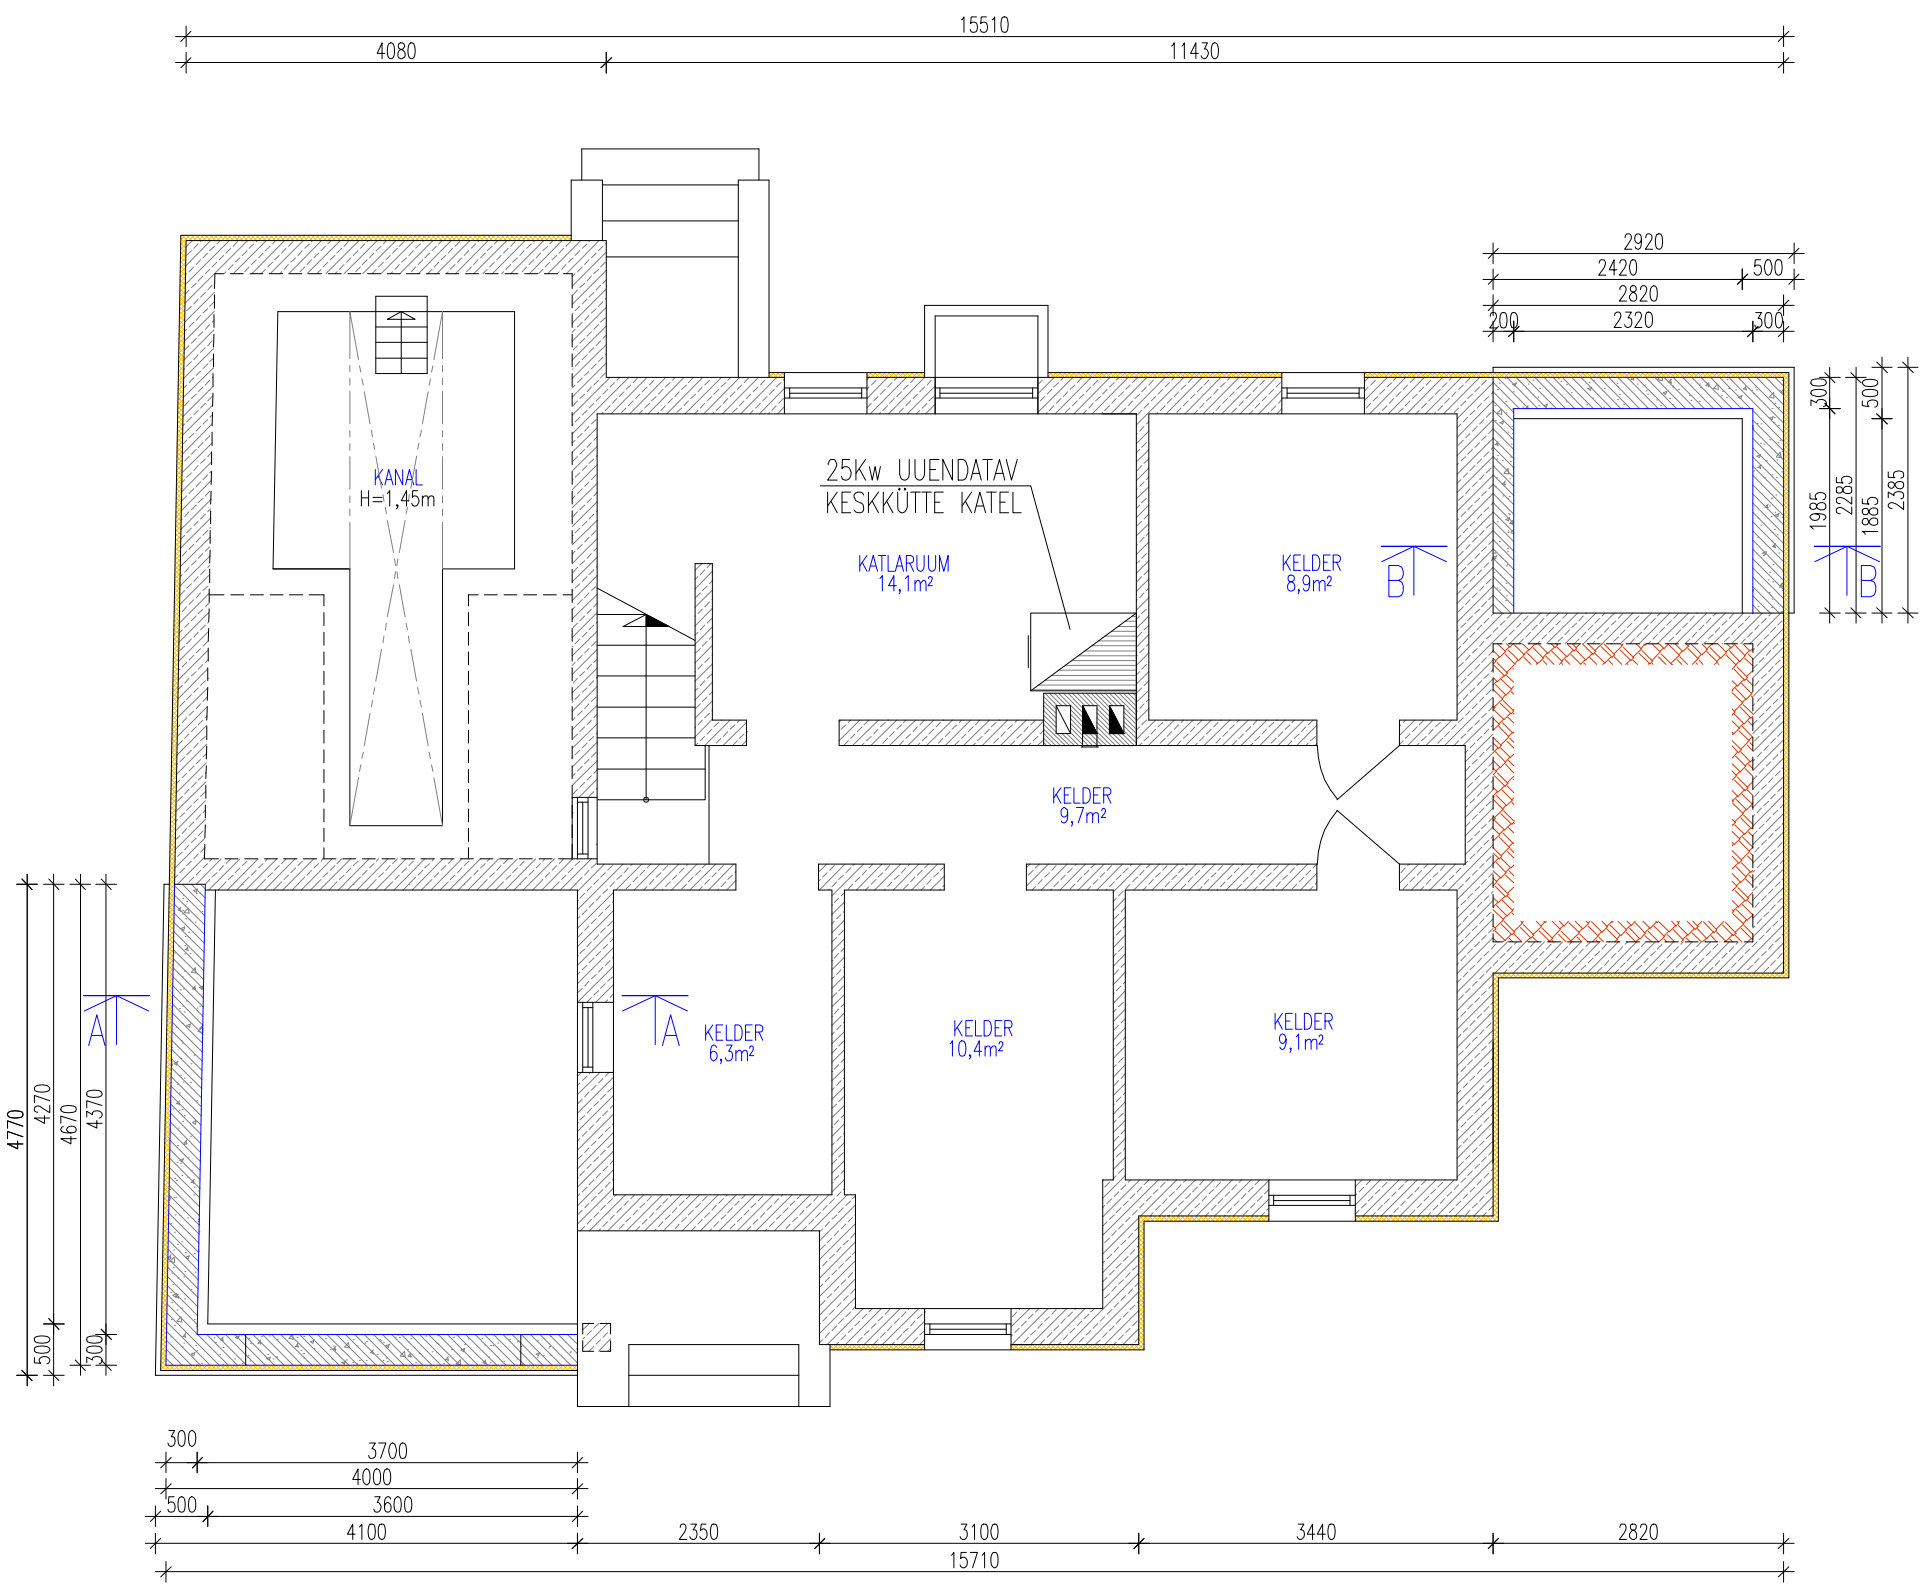 15510
4080
11430
2920
2420
500
2820
200
2320
300
300
500
1985
2285
1885
2385
KANAL
H=1,45m
25Kw UUENDATAV
KESKKÜTTE KATEL
KATLARUUM
14,1m²
KELDER
8,9m²
B
B
KELDER
9,7m²
A
A
KELDER
6,3m²
KELDER
10,4m²
KELDER
9,1m²
4770
4270
4670
4370
500
300
300
3700
4000
500
3600
4100
2350
3100
3440
2820
15710